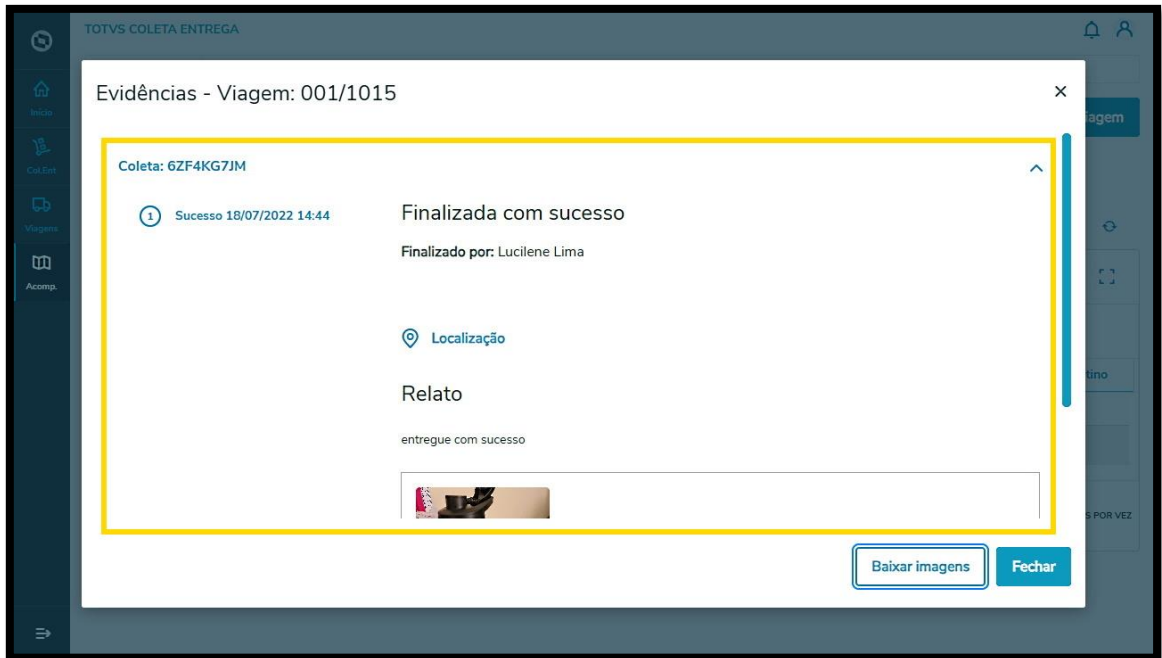 TOTVS COLETA ENTREGA
Início
Col.Ent
Viagens
Acomp.
Evidências - Viagem: 001/1015
iagem
Coleta: 6ZF4KG7JM
1 Sucesso 18/07/2022 14:44
Finalizada com sucesso
Finalizado por: Lucilene Lima
Localização
tino
Relato
entregue com sucesso
S POR VEZ
Baixar imagens
Fechar